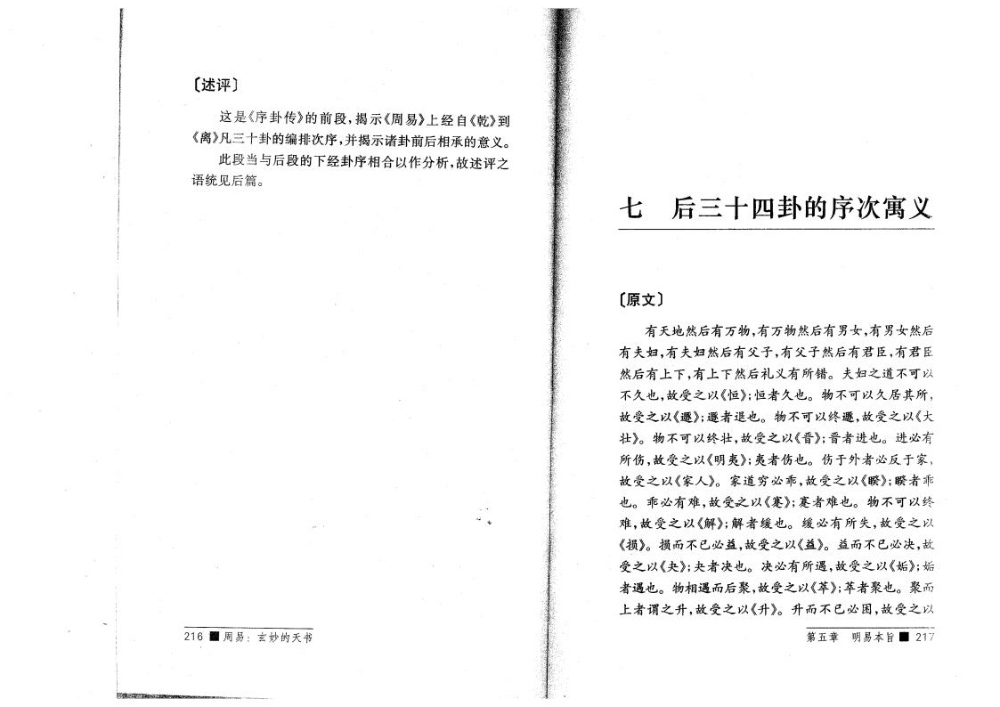 〔述评〕
这是《序卦传》的前段，揭示《周易》上经自《乾》到
《离》凡三十卦的编排次序，并揭示诸卦前后相承的意义。
此段当与后段的下经卦序相合以作分析，故述评之
语统见后篇。
216 ■ 周易：玄妙的天书
七 后三十四卦的序次寓义
〔原文〕
有天地然后有万物，有万物然后有男女，有男女然后
有夫妇，有夫妇然后有父子，有父子然后有君臣，有君臣
然后有上下，有上下然后礼义有所错。夫妇之道不可以
不久也，故受之以《恒》；恒者久也。物不可以久居其所，
故受之以《遯》；遯者退也。物不可以终遯，故受之以《大
壮》。物不可以终壮，故受之以《晋》；晋者进也。进必有
所伤，故受之以《明夷》；夷者伤也。伤于外者必反于家，
故受之以《家人》。家道穷必乖，故受之以《睽》；睽者乖
也。乖必有难，故受之以《蹇》；蹇者难也。物不可以终
难，故受之以《解》；解者缓也。缓必有所失，故受之以
《损》。损而不已必益，故受之以《益》。益而不已必决，故
受之以《夬》；夬者决也。决必有所遇，故受之以《姤》；姤
者遇也。物相遇而后聚，故受之以《萃》；萃者聚也。聚而
上者谓之升，故受之以《升》。升而不已必困，故受之以
第五章 明易本旨 ■ 217